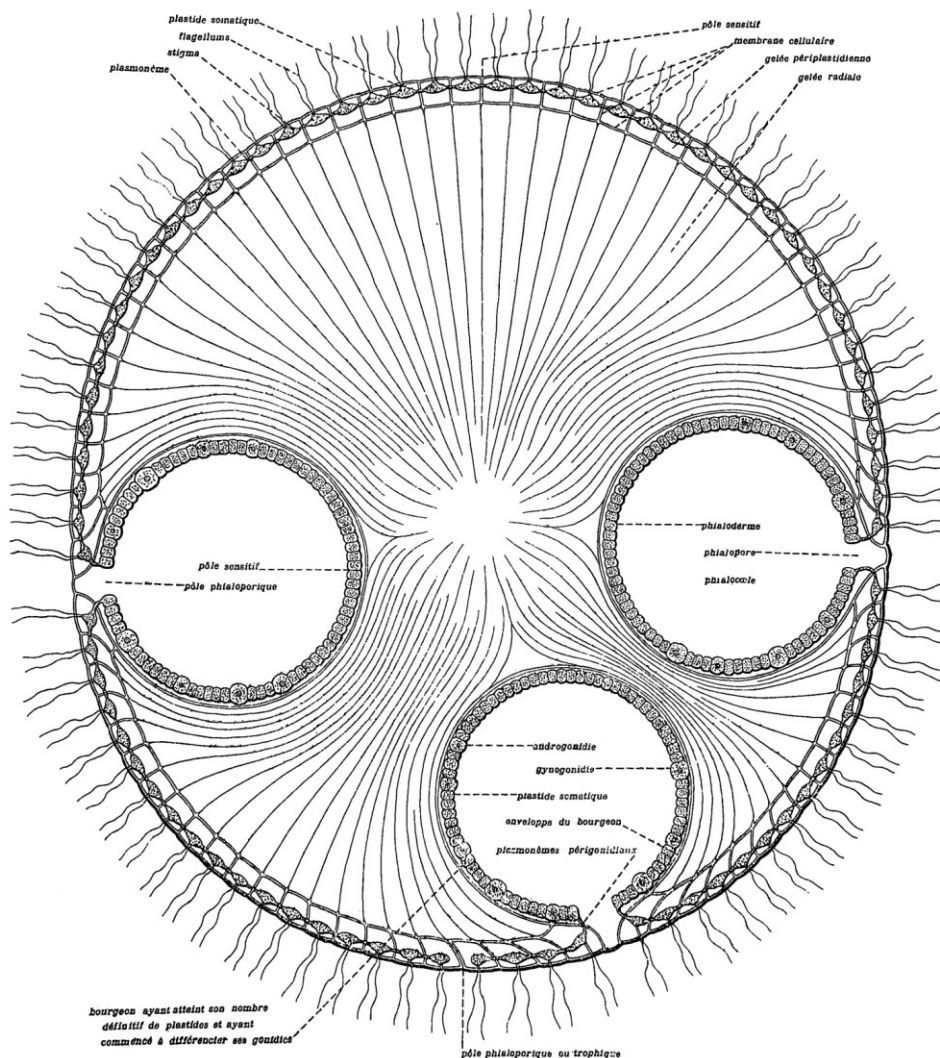 plastide somatique
flagellums
stigma
plasmonème
pôle sensitif
membrane cellulaire
gelée périplastidienne
gelée radiale
phialoderme
phialopore
phialocœle
pôle sensitif
pôle phialoporique
androgonidie
gynogonidie
plastide somatique
enveloppe du bourgeon
plasmonèmes périgonidiaux
bourgeon ayant atteint son nombre
définitif de plastides et ayant
commencé à différencier ses gonidies
pôle phialoporique ou trophique